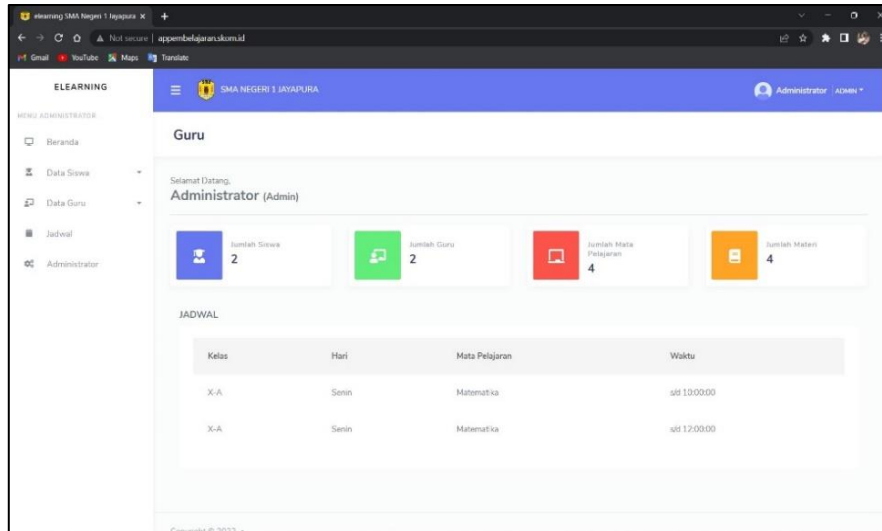 elearning SMA Negeri 1 Jayapura
Not secure | appembelajaran.skom.id
Gmail YouTube Maps Translate
ELEARNING
SMA NEGERI 1 JAYAPURA
Administrator ADMIN
MENU ADMINISTRATOR
Beranda
Data Siswa
Data Guru
Jadwal
Administrator
Guru
Selamat Datang,
Administrator (Admin)
Jumlah Siswa
2
Jumlah Guru
2
Jumlah Mata
Pelajaran
4
Jumlah Materi
4
JADWAL
Kelas Hari Mata Pelajaran Waktu
X-A Senin Matematika s/d 10:00:00
X-A Senin Matematika s/d 12:00:00
Copyright © 2022